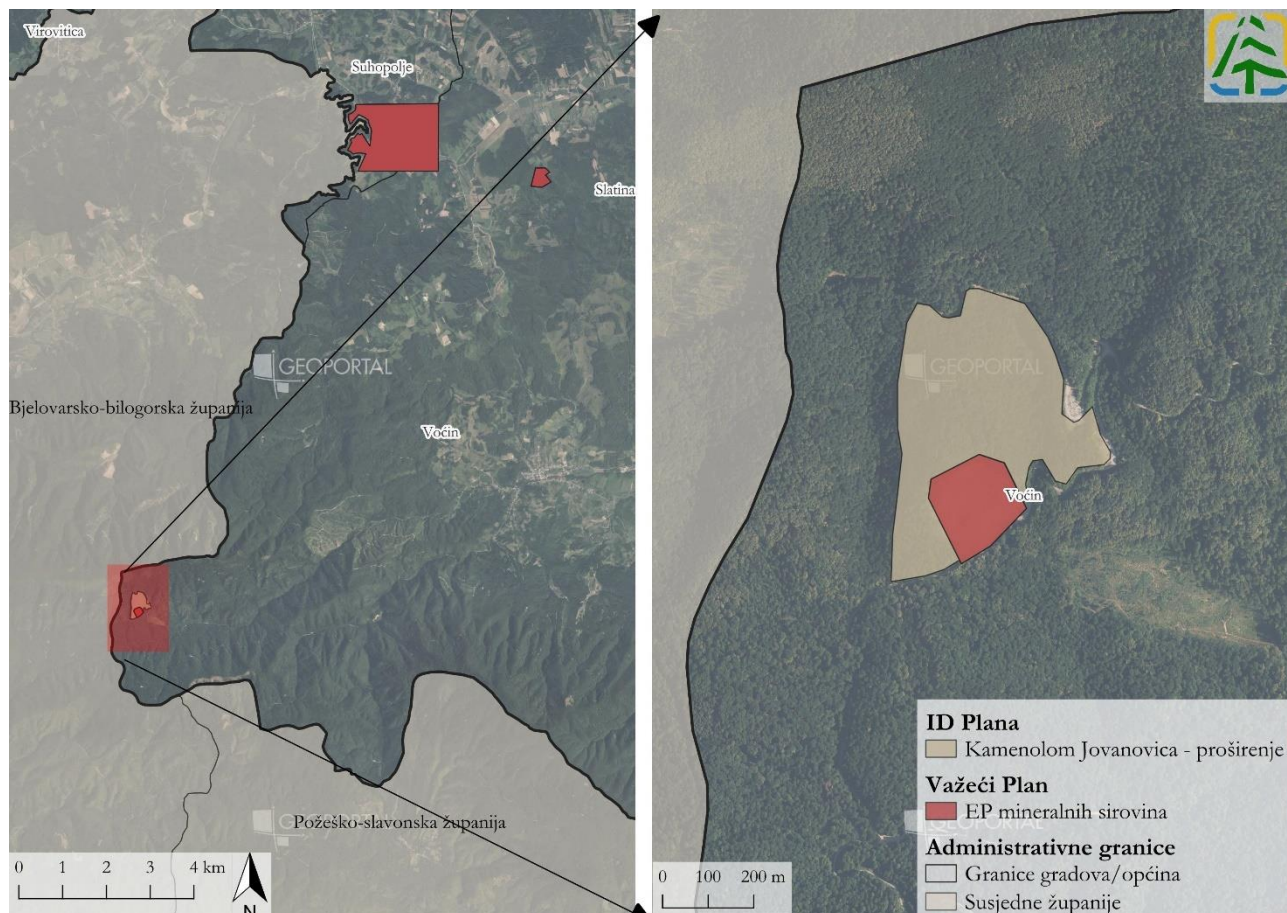 Virovitica
Suhopolje
Slatina
GEOPORTAL
Bjelovarsko-bilogorska županija
Voćin
GEOPORTAL
Požeško-slavonska županija
0 1 2 3 4 km
N
GEOPORTAL
Voćin
GEOPORTAL
0 100 200 m
ID Plana
Kamenolom Jovanovica - proširenje
Važeći Plan
EP mineralnih sirovina
Administrativne granice
Granice gradova/općina
Susjedne županije